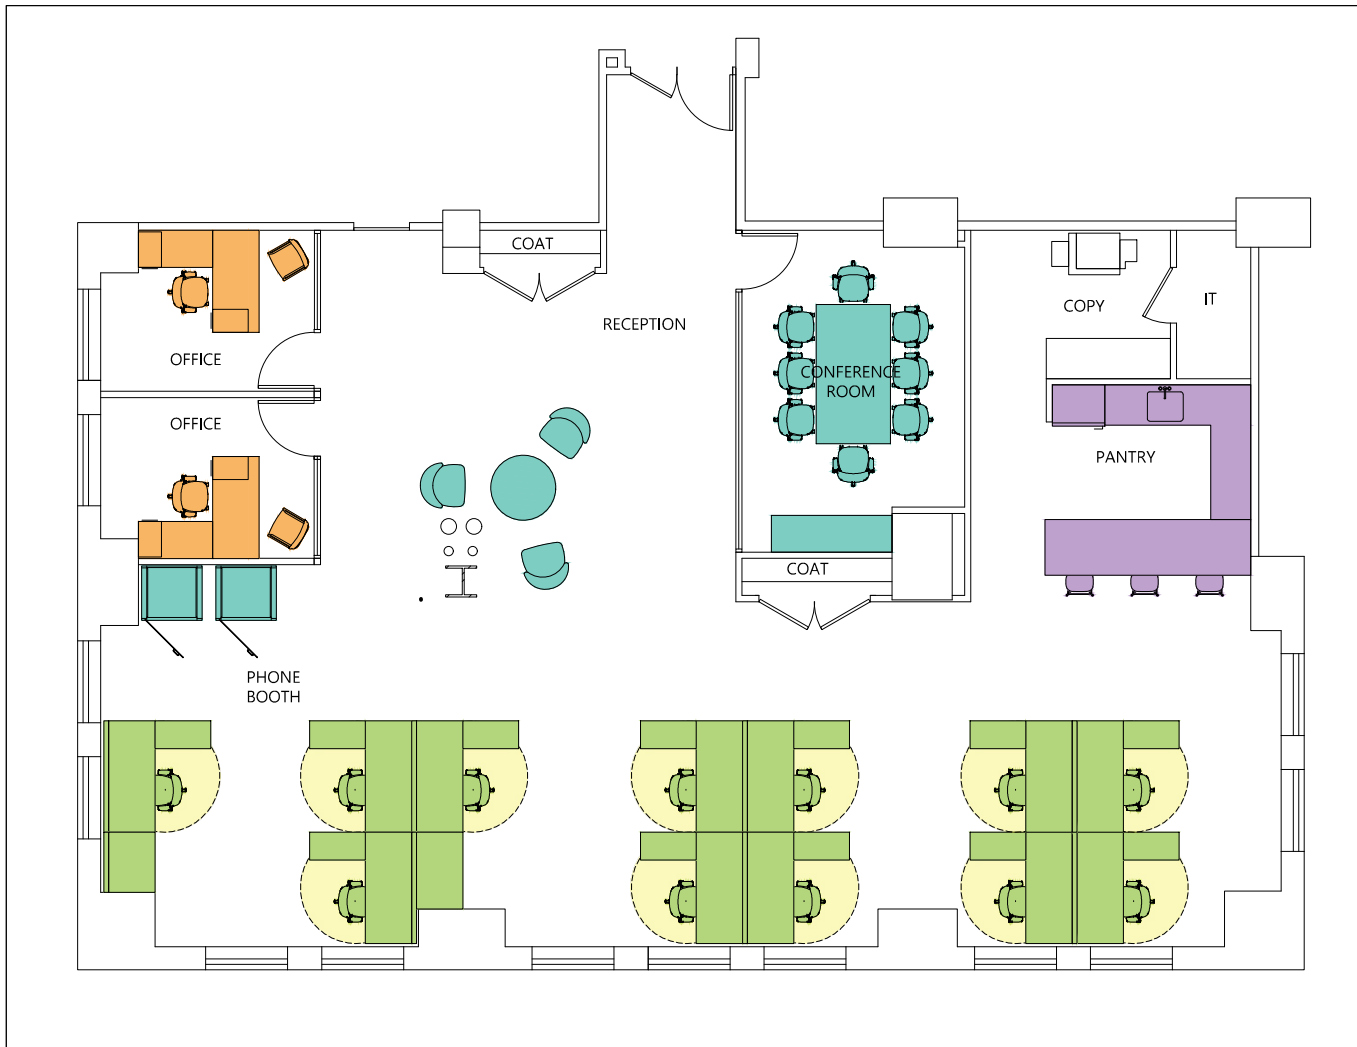 COAT
RECEPTION
COPY
IT
OFFICE
CONFERENCE
ROOM
OFFICE
PANTRY
COAT
PHONE
BOOTH